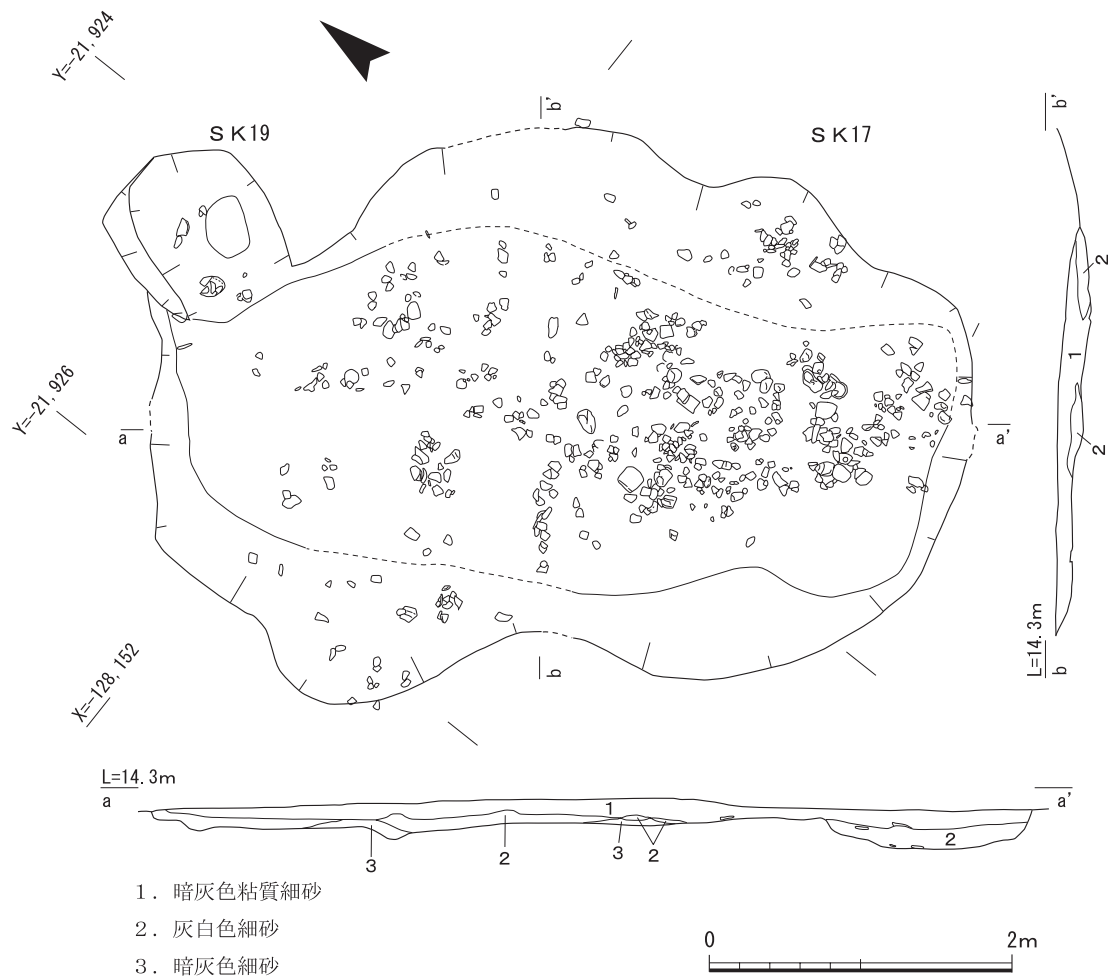 Y=-21,924
SK19
b'
SK17
b'
2
1
2
Y=-21,926
a
a'
X=-128,152
b
L=14.3m
b
L=14.3m
a
a'
1
2
3
2
3
2
1. 暗灰色粘質細砂
2. 灰白色細砂
3. 暗灰色細砂
0
2m